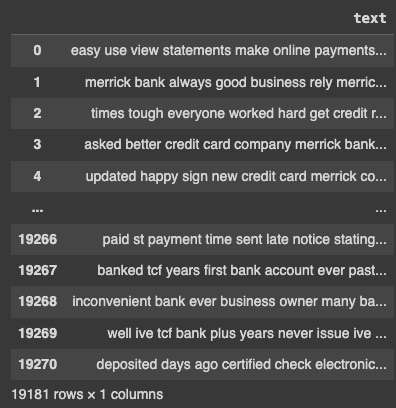 text
0 easy use view statements make online payments...
1 merrick bank always good business rely merric...
2 times tough everyone worked hard get credit r...
3 asked better credit card company merrick bank...
4 updated happy sign new credit card merrick co...
... ...
19266 paid st payment time sent late notice stating...
19267 banked tcf years first bank account ever past...
19268 inconvenient bank ever business owner many ba...
19269 well ive tcf bank plus years never issue ive ...
19270 deposited days ago certified check electronic...
19181 rows × 1 columns